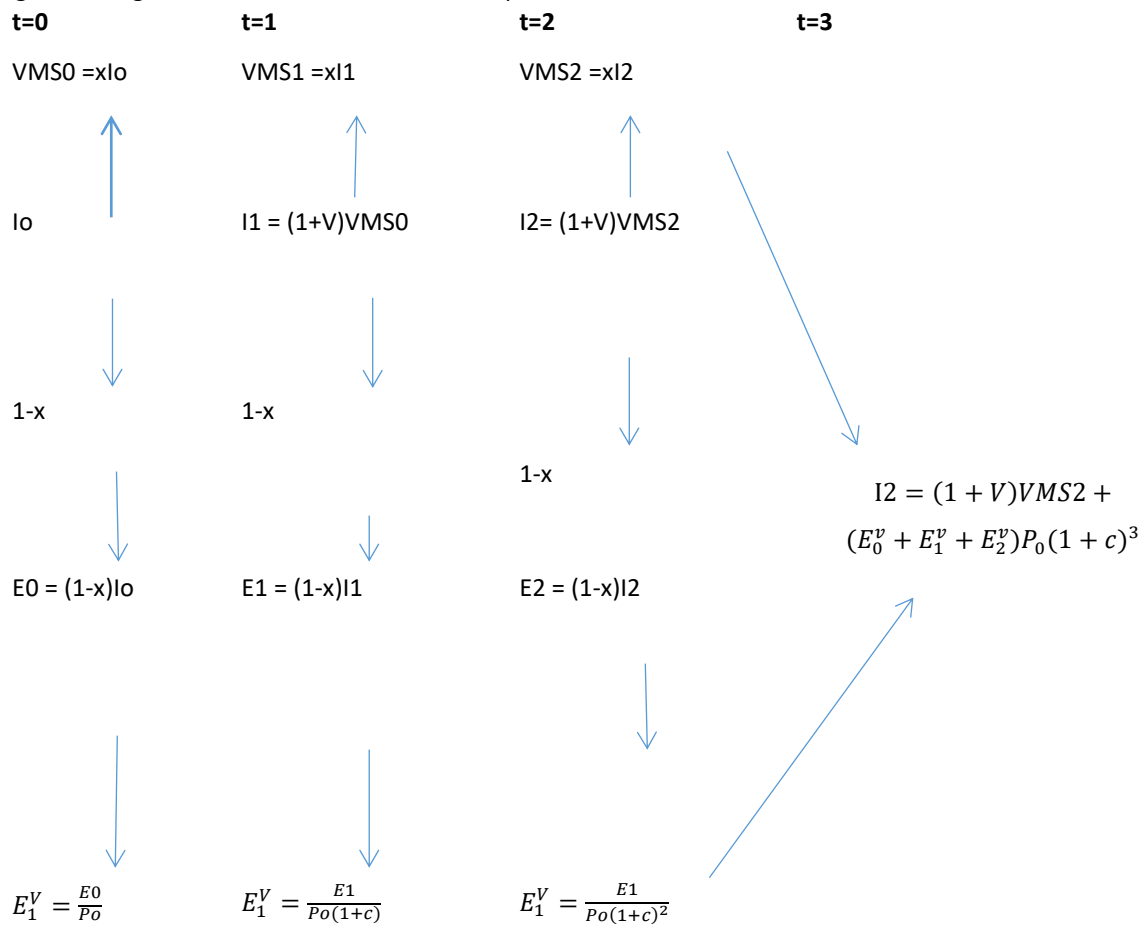 t=0 t=1 t=2 t=3
VMS0 =xIo VMS1 =xI1 VMS2 =xI2
Io I1 = (1+V)VMS0 I2= (1+V)VMS2
1-x 1-x
1-x
I2 = (1 + V)VMS2 +
(E_0^v + E_1^v + E_2^v)P_0(1 + c)^3
E0 = (1-x)Io E1 = (1-x)I1 E2 = (1-x)I2
E_1^V = E0/Po E_1^V = E1/Po(1+c) E_1^V = E1/Po(1+c)^2